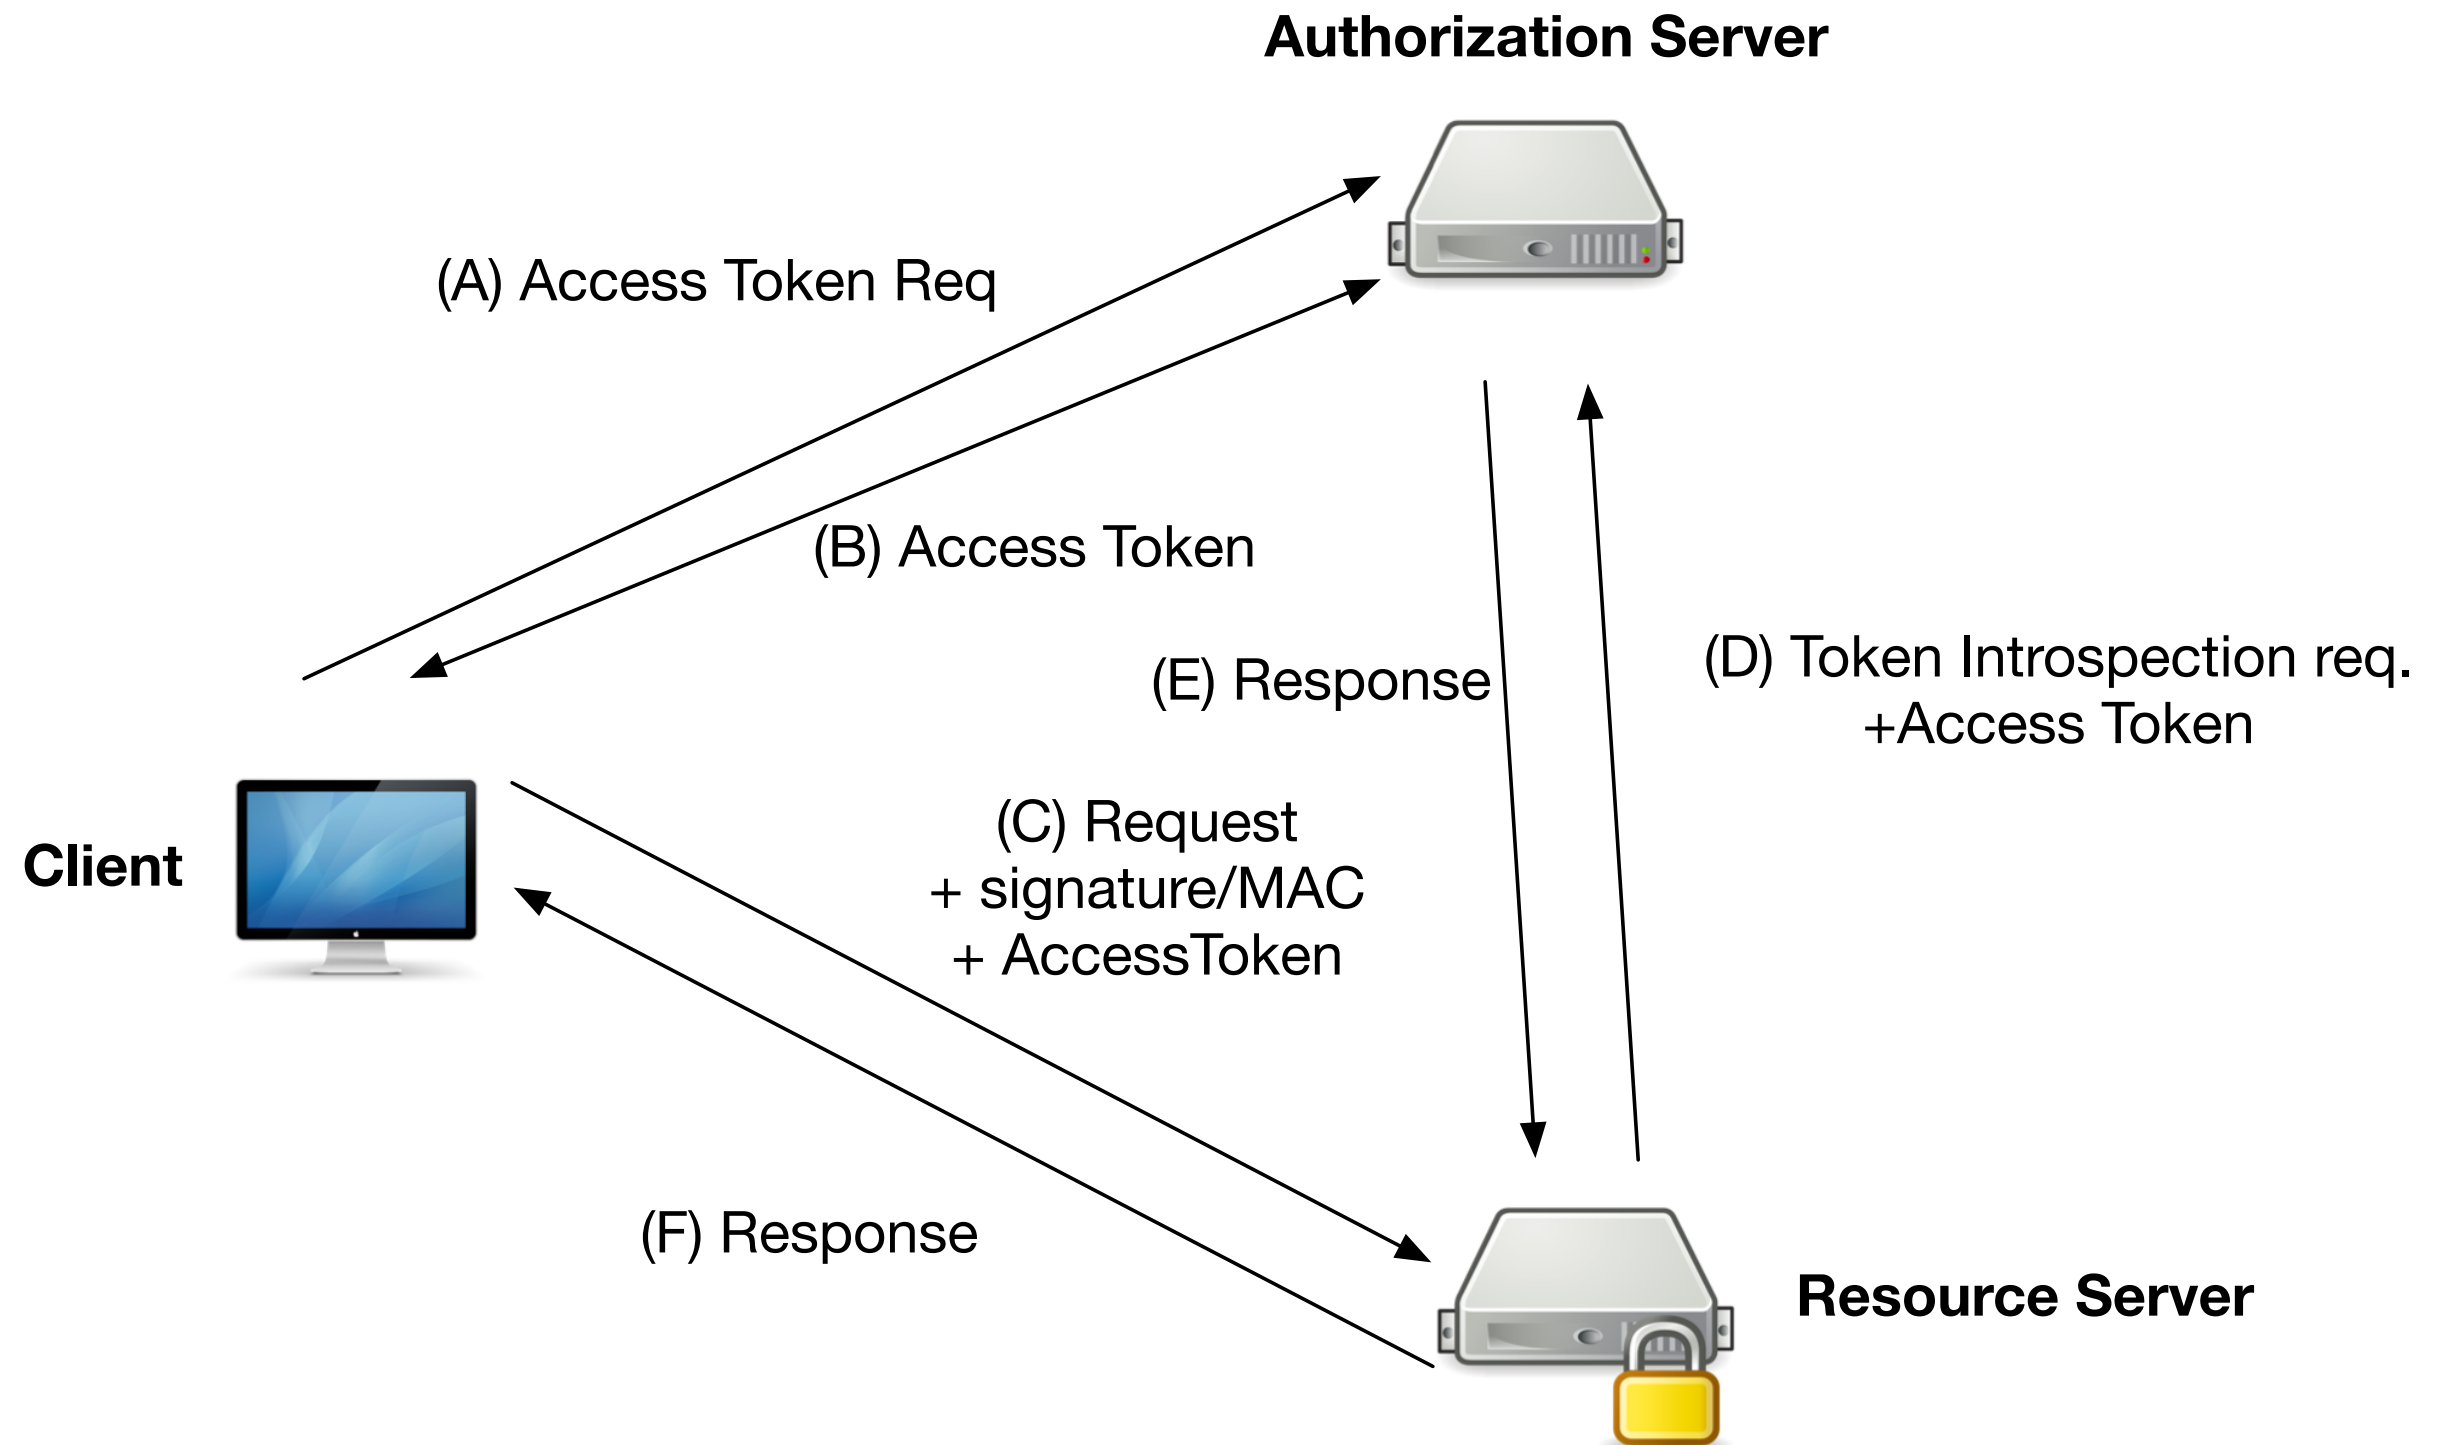 Authorization Server
(A) Access Token Req
(B) Access Token
(E) Response
(D) Token Introspection req.
+Access Token
(C) Request
+ signature/MAC
+ AccessToken
Client
(F) Response
Resource Server